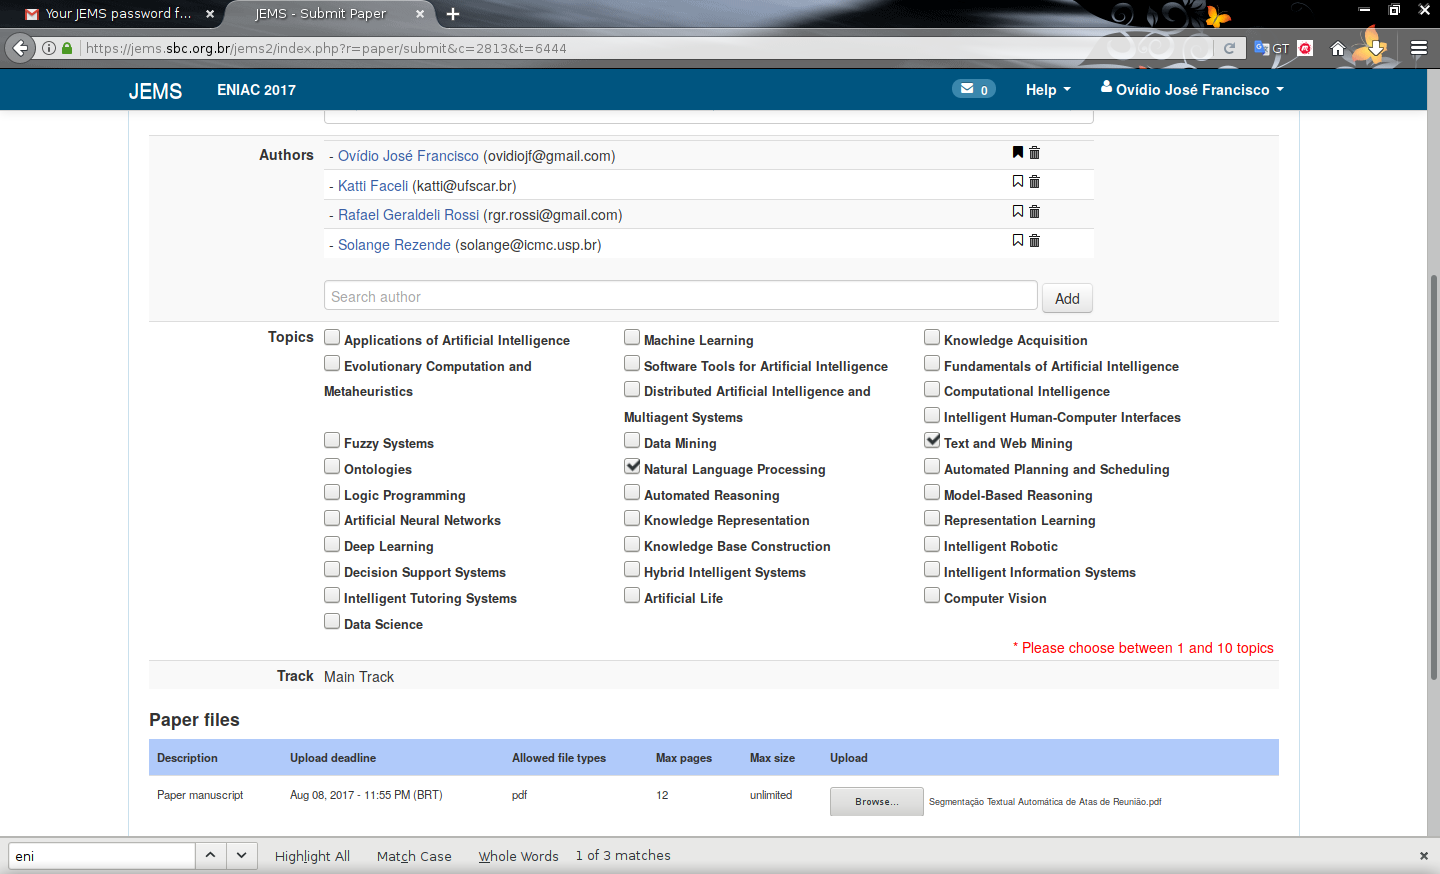 Your JEMS password f...
JEMS - Submit Paper
https://jems.sbc.org.br/jems2/index.php?r=paper/submit&c=2813&t=6444
GT
JEMS
ENIAC 2017
0
Help
Ovídio José Francisco
Authors
- Ovídio José Francisco (ovidiojf@gmail.com)
- Katti Faceli (katti@ufscar.br)
- Rafael Geraldeli Rossi (rgr.rossi@gmail.com)
- Solange Rezende (solange@icmc.usp.br)
Search author
Add
Topics
Applications of Artificial Intelligence
Machine Learning
Knowledge Acquisition
Evolutionary Computation and
Metaheuristics
Software Tools for Artificial Intelligence
Fundamentals of Artificial Intelligence
Distributed Artificial Intelligence and
Multiagent Systems
Computational Intelligence
Intelligent Human-Computer Interfaces
Fuzzy Systems
Data Mining
Text and Web Mining
Ontologies
Natural Language Processing
Automated Planning and Scheduling
Logic Programming
Automated Reasoning
Model-Based Reasoning
Artificial Neural Networks
Knowledge Representation
Representation Learning
Deep Learning
Knowledge Base Construction
Intelligent Robotic
Decision Support Systems
Hybrid Intelligent Systems
Intelligent Information Systems
Intelligent Tutoring Systems
Artificial Life
Computer Vision
Data Science
* Please choose between 1 and 10 topics
Track
Main Track
Paper files
Description
Upload deadline
Allowed file types
Max pages
Max size
Upload
Paper manuscript
Aug 08, 2017 - 11:55 PM (BRT)
pdf
12
unlimited
Browse...
Segmentação Textual Automática de Atas de Reunião.pdf
eni
Highlight All
Match Case
Whole Words
1 of 3 matches